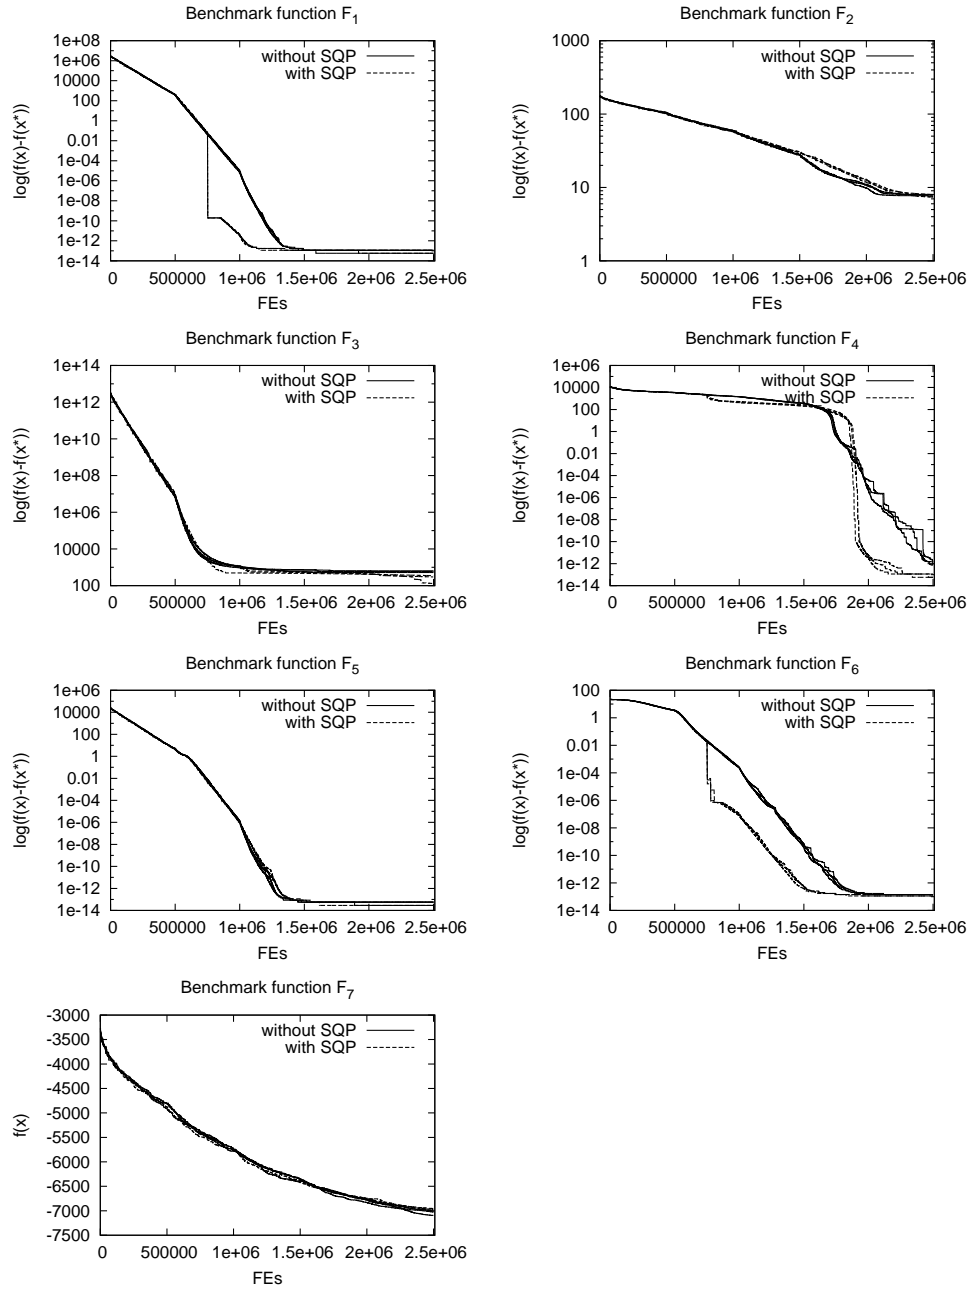 Benchmark function F1
log(f(x)-f(x*))
1e+08
1e+06
10000
100
1
0.01
1e-04
1e-06
1e-08
1e-10
1e-12
1e-14
without SQP
with SQP
0 500000 1e+06 1.5e+06 2e+06 2.5e+06
FEs
Benchmark function F2
log(f(x)-f(x*))
1000
100
10
1
without SQP
with SQP
0 500000 1e+06 1.5e+06 2e+06 2.5e+06
FEs
Benchmark function F3
log(f(x)-f(x*))
1e+14
1e+12
1e+10
1e+08
1e+06
10000
100
without SQP
with SQP
0 500000 1e+06 1.5e+06 2e+06 2.5e+06
FEs
Benchmark function F4
log(f(x)-f(x*))
1e+06
10000
100
1
0.01
1e-04
1e-06
1e-08
1e-10
1e-12
1e-14
without SQP
with SQP
0 500000 1e+06 1.5e+06 2e+06 2.5e+06
FEs
Benchmark function F5
log(f(x)-f(x*))
1e+06
10000
100
1
0.01
1e-04
1e-06
1e-08
1e-10
1e-12
1e-14
without SQP
with SQP
0 500000 1e+06 1.5e+06 2e+06 2.5e+06
FEs
Benchmark function F6
log(f(x)-f(x*))
100
1
0.01
1e-04
1e-06
1e-08
1e-10
1e-12
1e-14
without SQP
with SQP
0 500000 1e+06 1.5e+06 2e+06 2.5e+06
FEs
Benchmark function F7
f(x)
-3000
-3500
-4000
-4500
-5000
-5500
-6000
-6500
-7000
-7500
without SQP
with SQP
0 500000 1e+06 1.5e+06 2e+06 2.5e+06
FEs